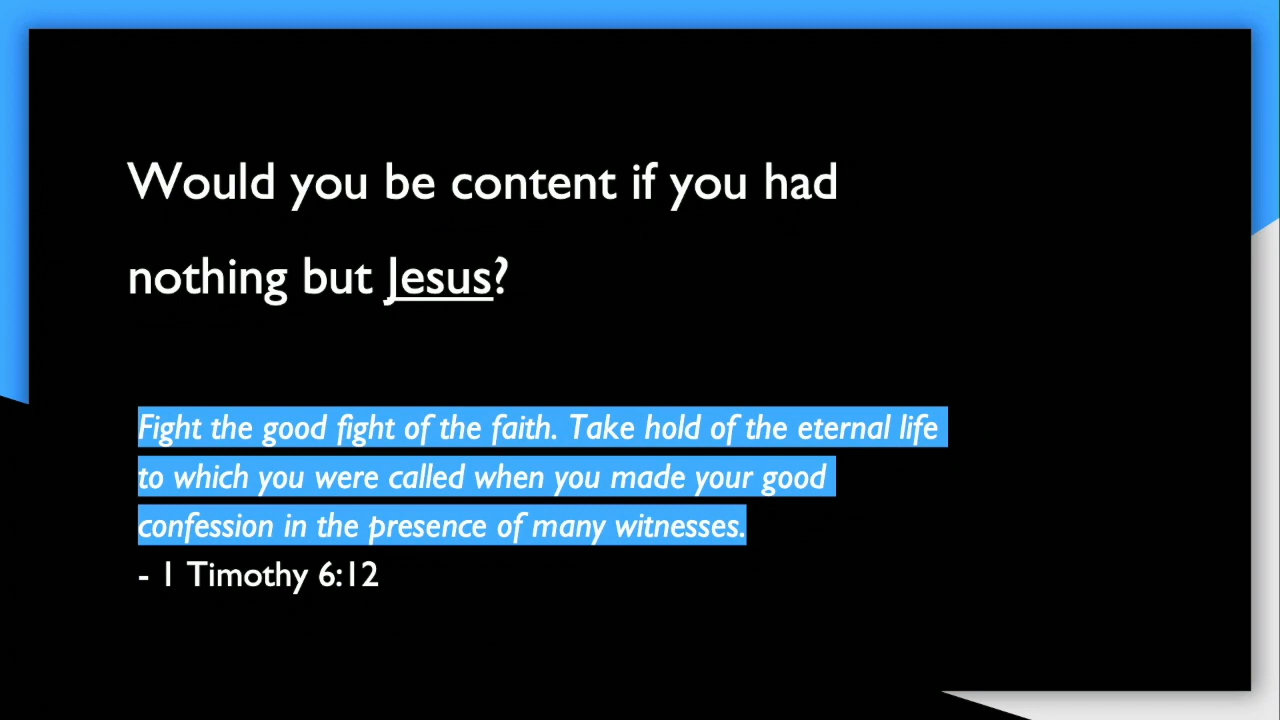 Would you be content if you had
nothing but Jesus?
Fight the good fight of the faith. Take hold of the eternal life
to which you were called when you made your good
confession in the presence of many witnesses.
- 1 Timothy 6:12